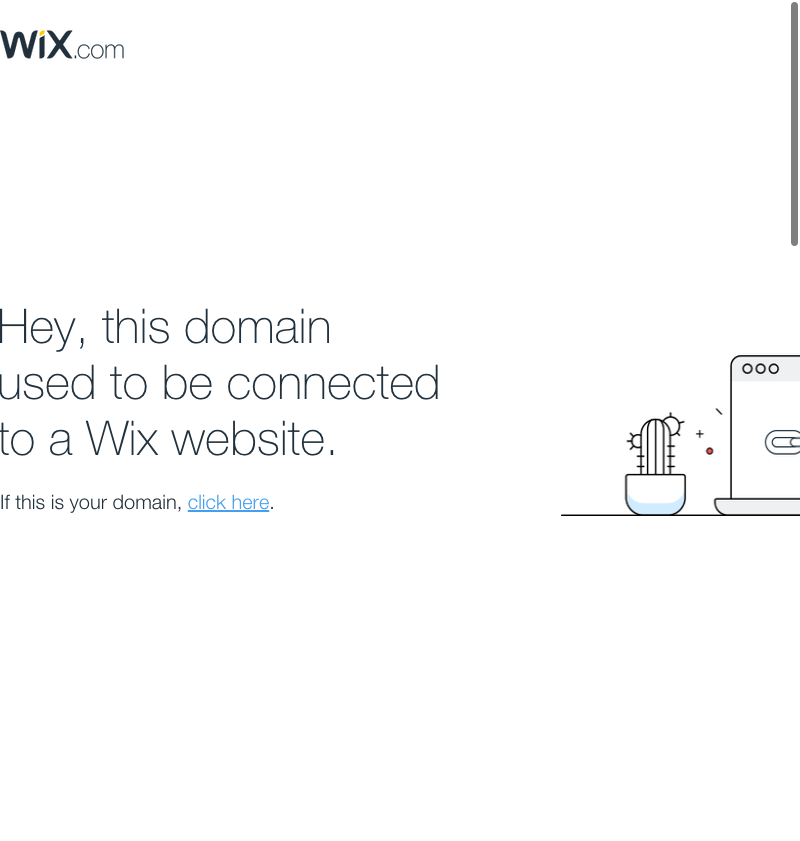 WiX.com
Hey, this domain
used to be connected
to a Wix website.
If this is your domain, click here.